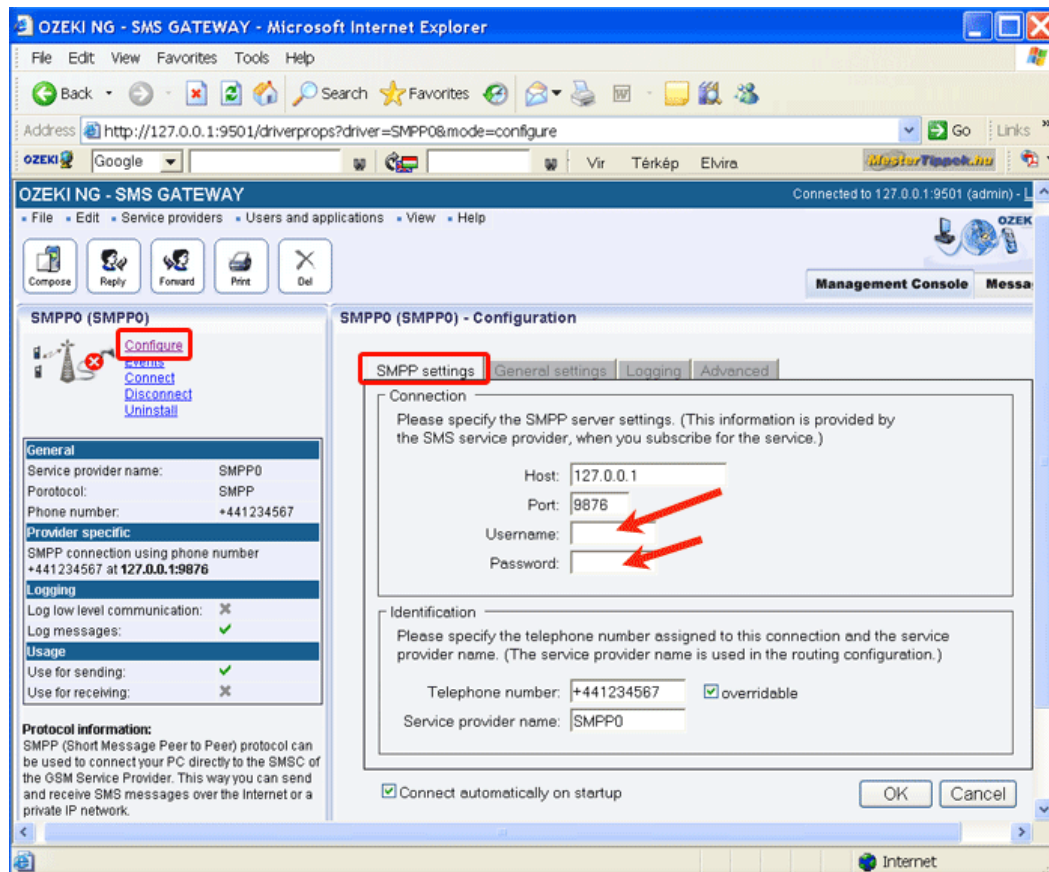 OZEKI NG - SMS GATEWAY - Microsoft Internet Explorer
File Edit View Favorites Tools Help
Back Search Favorites
Address http://127.0.0.1:9501/driverprops?driver=SMPP0&mode=configure Go Links »
OZEKI Google Vir Térkép Elvira MesterTippek.hu
OZENI NG - SMS GATEWAY Connected to 127.0.0.1:9501 (admin) - L
File Edit Service providers Users and applications View Help
OZEK
Compose Reply Forward Print Del
Management Console Messa
SMPP0 (SMPP0)
Configure
Events
Connect
Disconnect
Uninstall
General
Service provider name: SMPP0
Porotocol: SMPP
Phone number: +441234567
Provider specific
SMPP connection using phone number
+441234567 at 127.0.0.1:9876
Logging
Log low level communication:
Log messages:
Usage
Use for sending:
Use for receiving:
Protocol information:
SMPP (Short Message Peer to Peer) protocol can
be used to connect your PC directly to the SMSC of
the GSM Service Provider. This way you can send
and receive SMS messages over the Internet or a
private IP network.
SMPP0 (SMPP0) - Configuration
SMPP settings General settings Logging Advanced
Connection
Please specify the SMPP server settings. (This information is provided by
the SMS service provider, when you subscribe for the service.)
Host: 127.0.0.1
Port: 9876
Username:
Password:
Identification
Please specify the telephone number assigned to this connection and the service
provider name. (The service provider name is used in the routing configuration.)
Telephone number: +441234567 overridable
Service provider name: SMPP0
Connect automatically on startup
OK Cancel
Internet